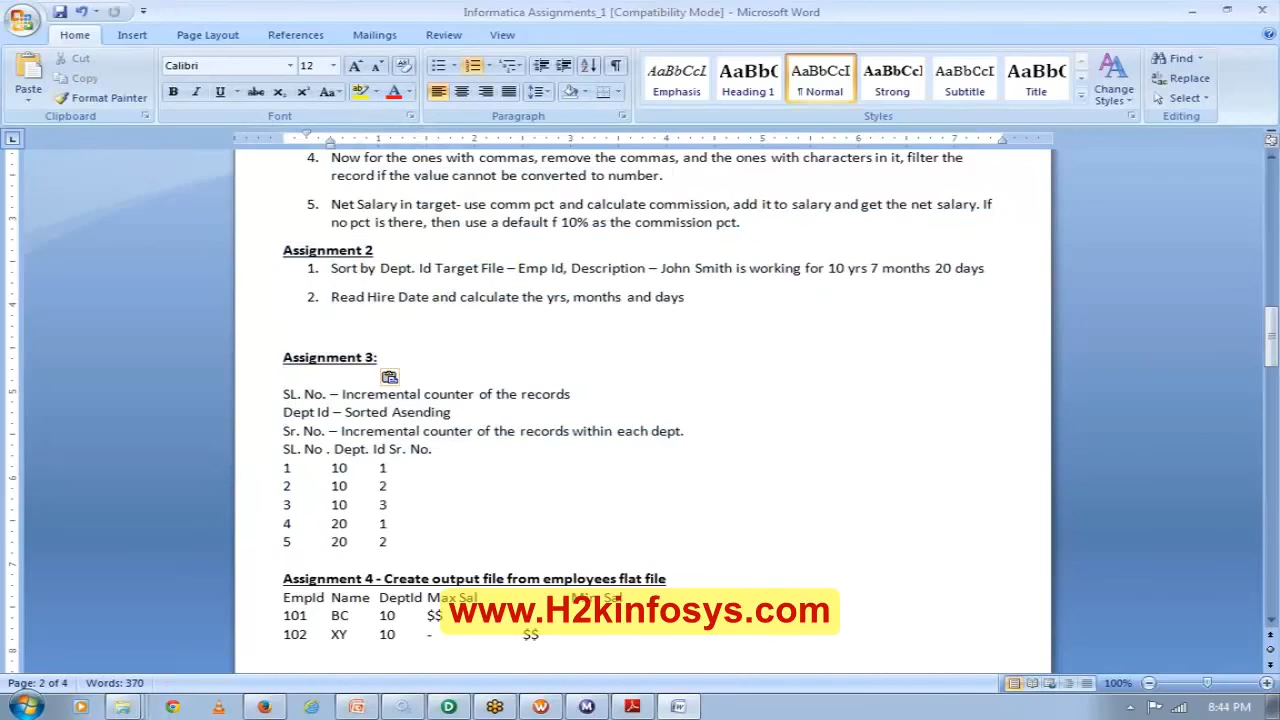 Informatica Assignments_1 [Compatibility Mode] - Microsoft Word
Home Insert Page Layout References Mailings Review View
Paste Cut Copy Format Painter
Clipboard
Calibri 12
Font
Paragraph
AaBbCcI AaBbC AaBbCcI AaBbCcl AaBbCcI AaBbC
Emphasis Heading 1 ¶ Normal Strong Subtitle Title
Change Styles
Styles
Find Replace Select
Editing
4. Now for the ones with commas, remove the commas, and the ones with characters in it, filter the
record if the value cannot be converted to number.
5. Net Salary in target- use comm pct and calculate commission, add it to salary and get the net salary. If
no pct is there, then use a default f 10% as the commission pct.
Assignment 2
1. Sort by Dept. Id Target File – Emp Id, Description – John Smith is working for 10 yrs 7 months 20 days
2. Read Hire Date and calculate the yrs, months and days
Assignment 3:
SL. No. – Incremental counter of the records
Dept Id – Sorted Asending
Sr. No. – Incremental counter of the records within each dept.
SL. No . Dept. Id Sr. No.
1 10 1
2 10 2
3 10 3
4 20 1
5 20 2
Assignment 4 - Create output file from employees flat file
EmpId Name DeptId Max Sal Min Sal
101 BC 10 $$
102 XY 10 - $$
www.H2kinfosys.com
Page: 2 of 4 Words: 370 100%
8:44 PM